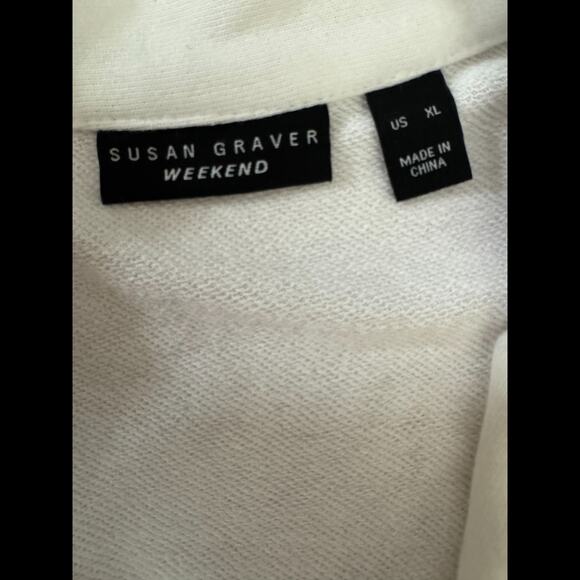 SUSAN GRAVER
WEEKEND
US XL
MADE IN
CHINA